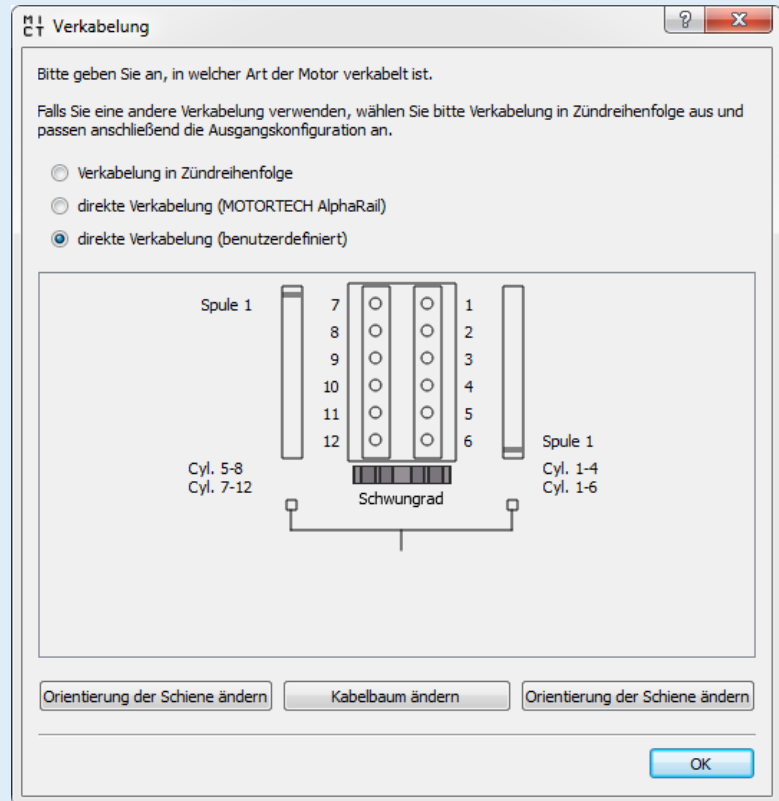 MI
CT Verkabelung
Bitte geben Sie an, in welcher Art der Motor verkabelt ist.
Falls Sie eine andere Verkabelung verwenden, wählen Sie bitte Verkabelung in Zündreihenfolge aus und
passen anschließend die Ausgangskonfiguration an.
Verkabelung in Zündreihenfolge
direkte Verkabelung (MOTORTECH AlphaRail)
direkte Verkabelung (benutzerdefiniert)
Spule 1 7 1
8 2
9 3
10 4
11 5
12 6 Spule 1
Cyl. 5-8 Cyl. 1-4
Cyl. 7-12 Cyl. 1-6
Schwungrad
Orientierung der Schiene ändern Kabelbaum ändern Orientierung der Schiene ändern
OK